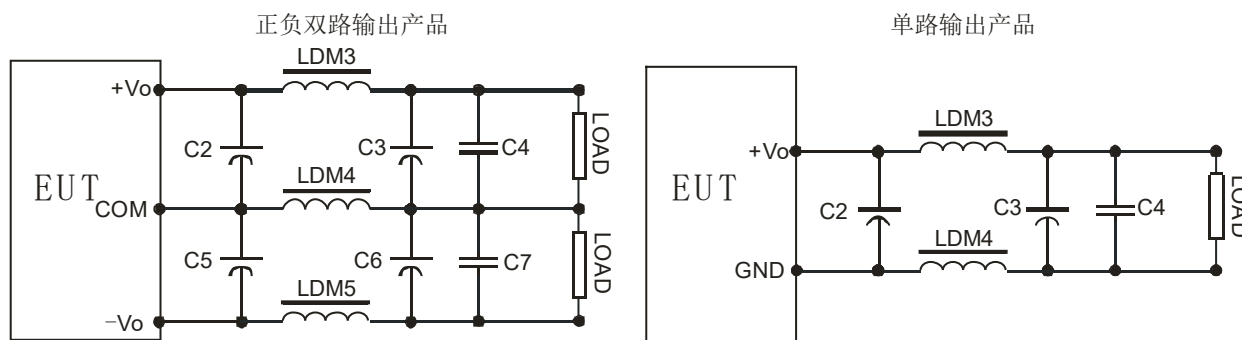 正负双路输出产品
LDM3
+Vo
C2
C3
C4
LOAD
EUT
COM
LDM4
C5
C6
C7
LOAD
LDM5
−Vo
单路输出产品
LDM3
+Vo
EUT
C2
C3
C4
LOAD
LDM4
GND